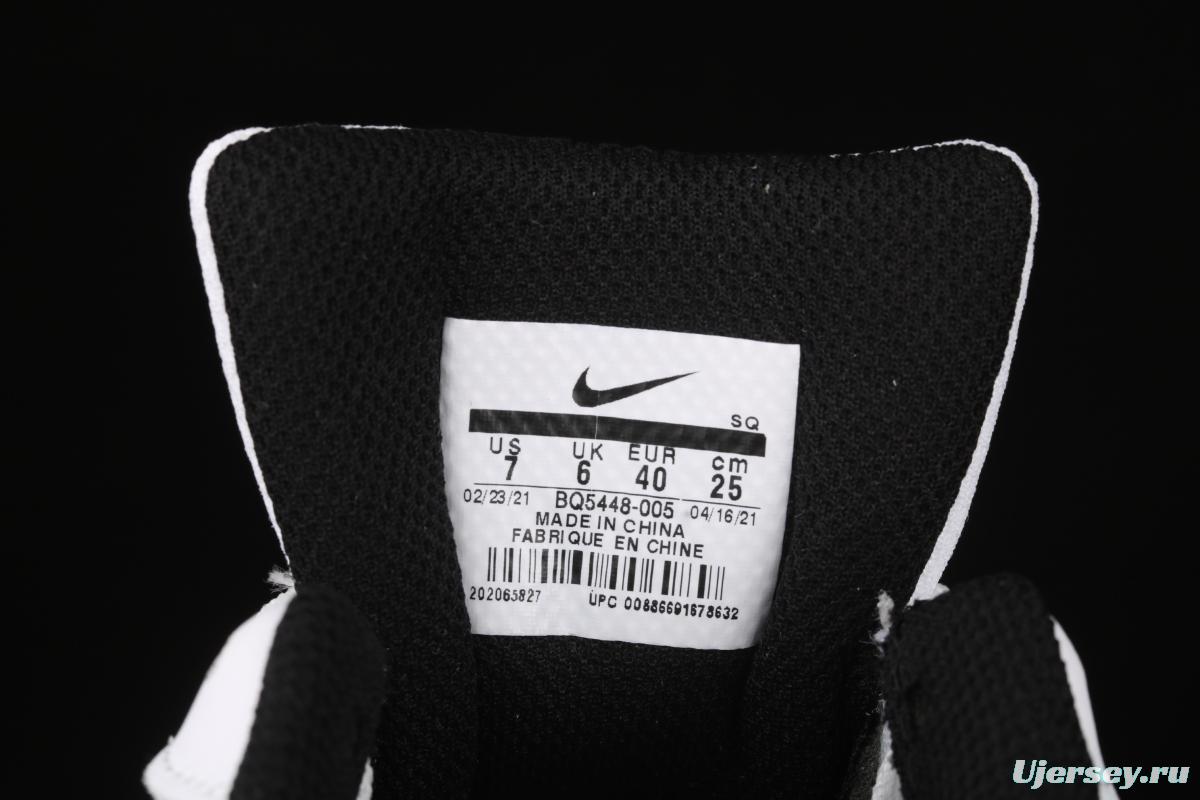 SQ
US UK EUR cm
7 6 40 25
02/23/21 BQ5448-005 04/16/21
MADE IN CHINA
FABRIQUE EN CHINE
202065827 UPC 00886691678632
Ujersey.ru